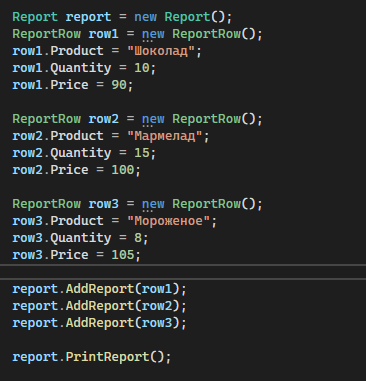 Report report = new Report();
ReportRow row1 = new ReportRow();
row1.Product = "Шоколад";
row1.Quantity = 10;
row1.Price = 90;
ReportRow row2 = new ReportRow();
row2.Product = "Мармелад";
row2.Quantity = 15;
row2.Price = 100;
ReportRow row3 = new ReportRow();
row3.Product = "Мороженое";
row3.Quantity = 8;
row3.Price = 105;
report.AddReport(row1);
report.AddReport(row2);
report.AddReport(row3);
report.PrintReport();